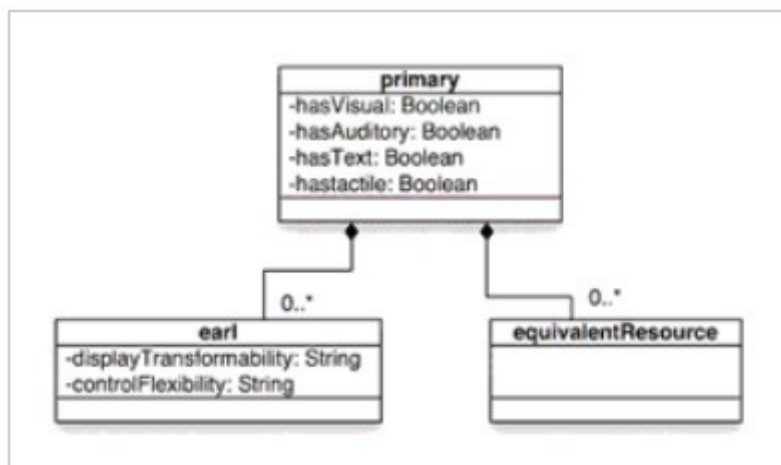 primary
-hasVisual: Boolean
-hasAuditory: Boolean
-hasText: Boolean
-hastactile: Boolean
0..*
0..*
earl
-displayTransformability: String
-controlFlexibility: String
equivalentResource